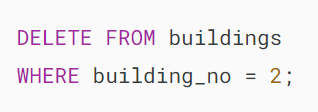 DELETE FROM buildings
WHERE building_no = 2;